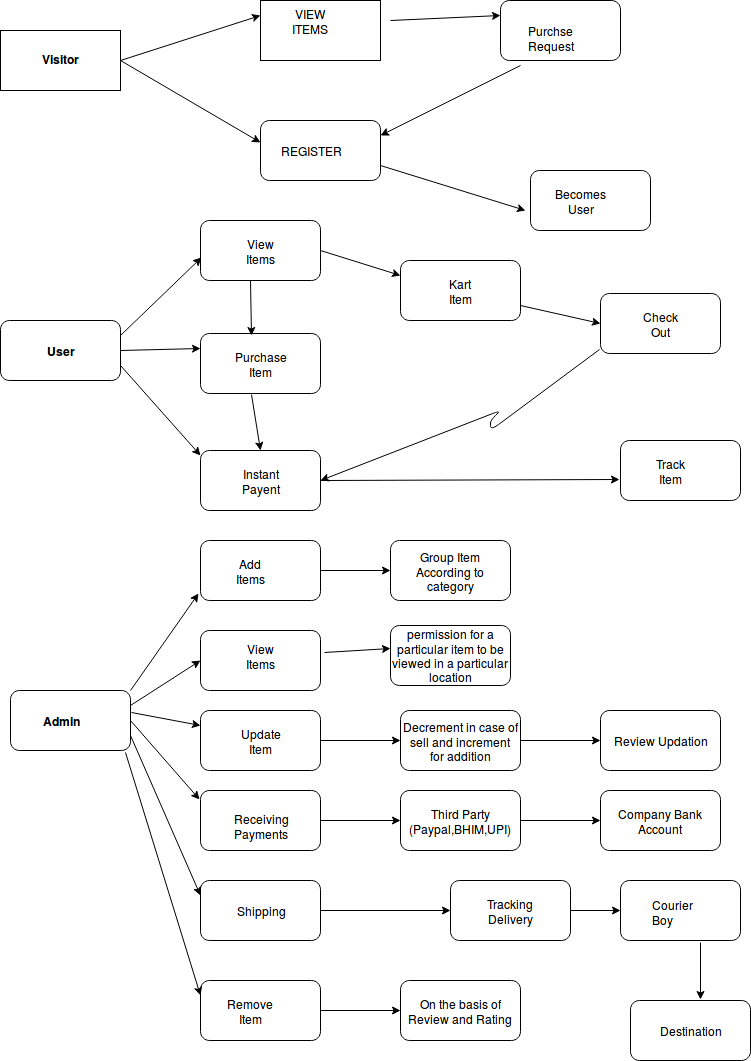 VIEW
ITEMS
Purchse
Request
Visitor
REGISTER
Becomes
User
View
Items
Kart
Item
Check
Out
User
Purchase
Item
Instant
Payent
Track
Item
Add
Items
Group Item
According to
category
View
Items
permission for a
particular item to be
viewed in a particular
location
Admin
Update
Item
Decrement in case of
sell and increment
for addition
Review Updation
Receiving
Payments
Third Party
(Paypal,BHIM,UPI)
Company Bank
Account
Shipping
Tracking
Delivery
Courier
Boy
Remove
Item
On the basis of
Review and Rating
Destination